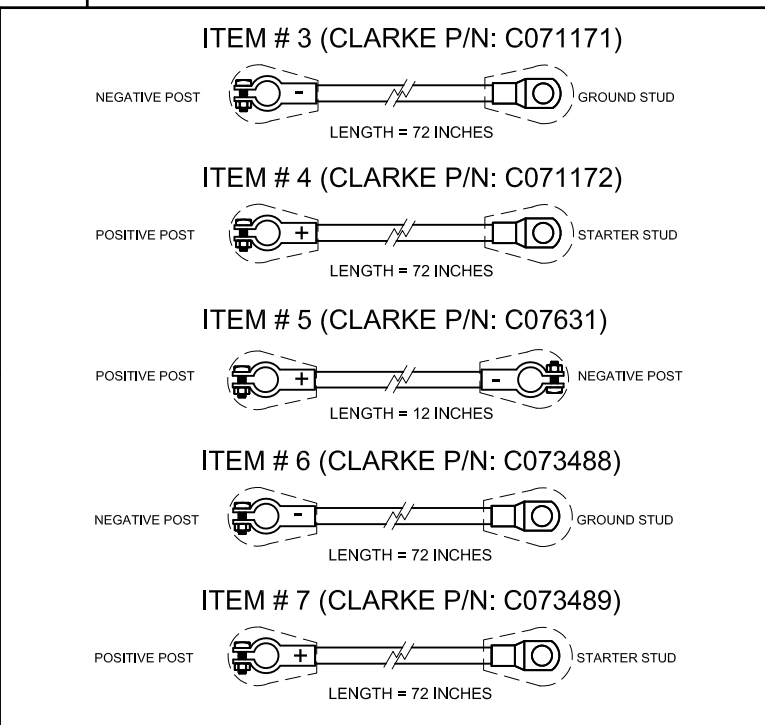 ITEM # 3 (CLARKE P/N: C071171)
NEGATIVE POST
-
GROUND STUD
LENGTH = 72 INCHES
ITEM # 4 (CLARKE P/N: C071172)
POSITIVE POST
+
STARTER STUD
LENGTH = 72 INCHES
ITEM # 5 (CLARKE P/N: C07631)
POSITIVE POST
+
-
NEGATIVE POST
LENGTH = 12 INCHES
ITEM # 6 (CLARKE P/N: C073488)
NEGATIVE POST
-
GROUND STUD
LENGTH = 72 INCHES
ITEM # 7 (CLARKE P/N: C073489)
POSITIVE POST
+
STARTER STUD
LENGTH = 72 INCHES